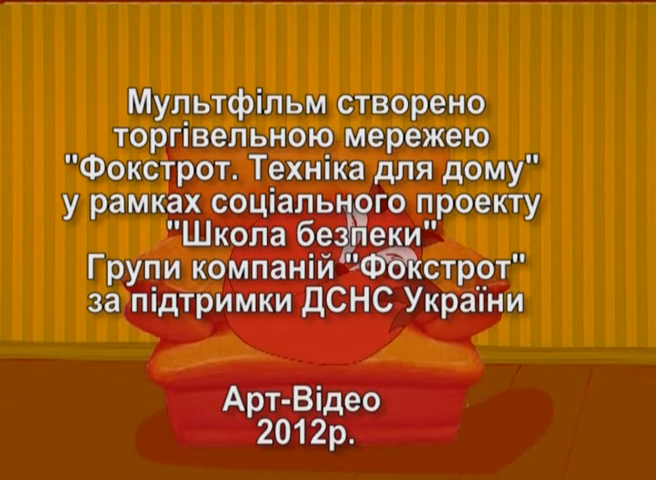 Мультфільм створено
торгівельною мережею
"Фокстрот. Техніка для дому"
у рамках соціального проекту
"Школа безпеки"
Групи компаній "Фокстрот"
за підтримки ДСНС України
Арт-Відео
2012р.